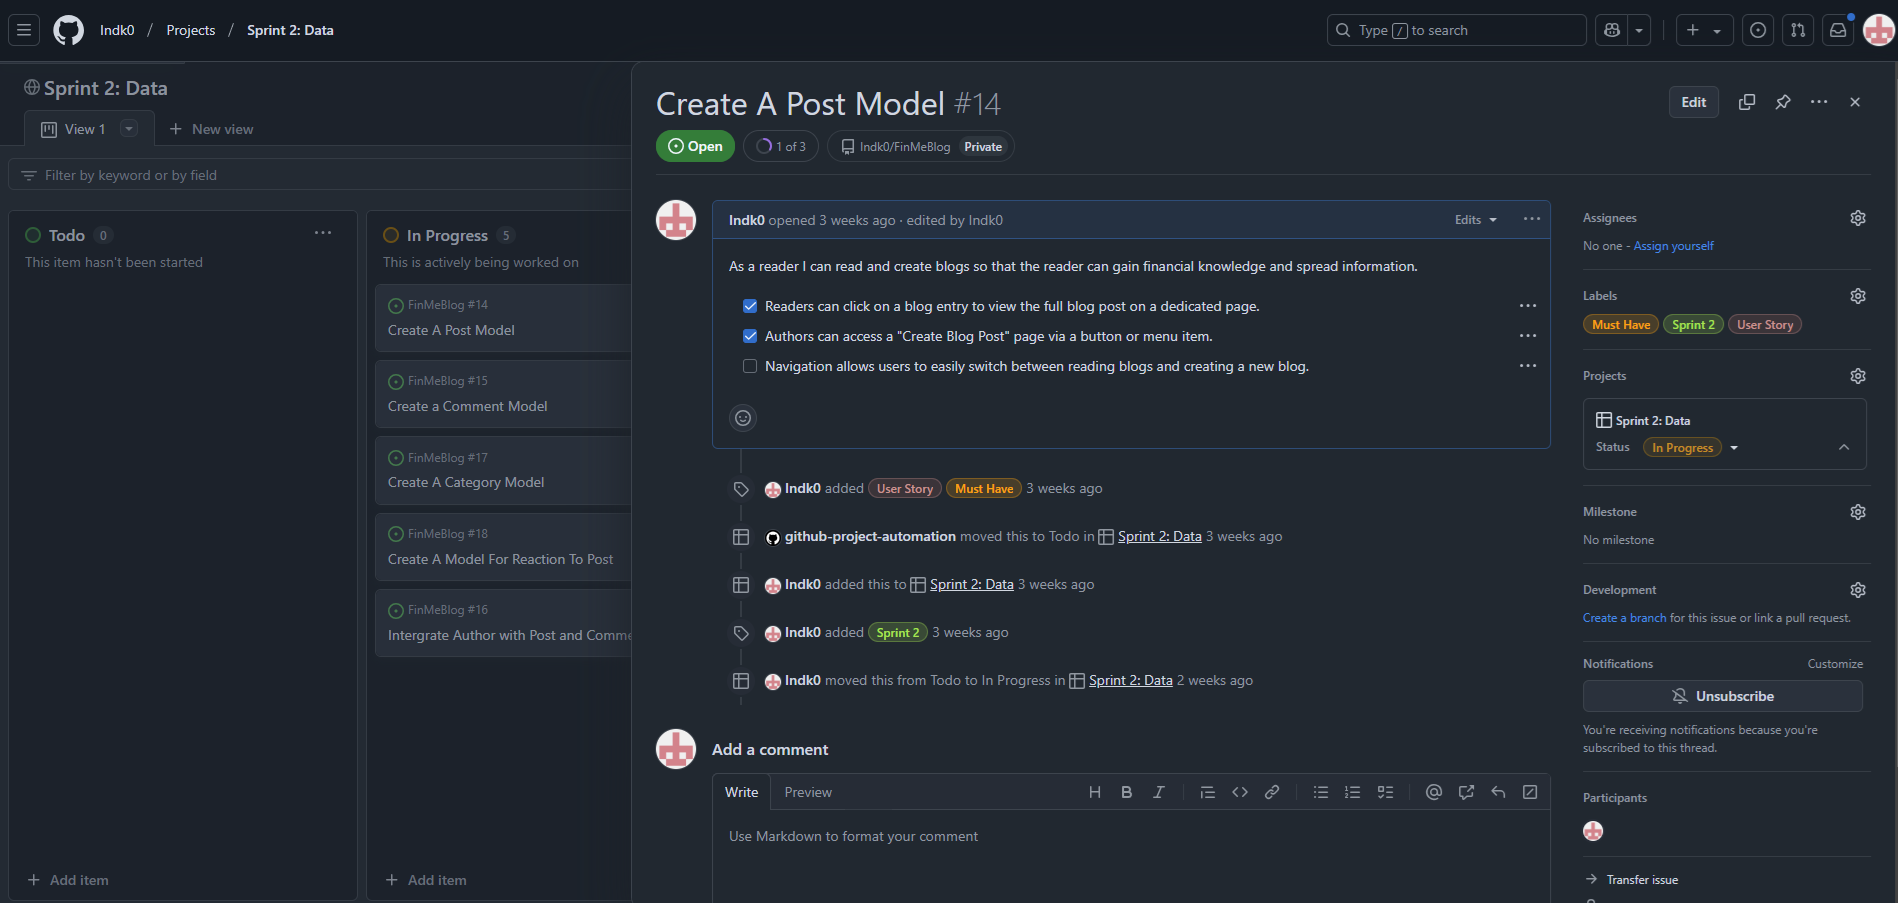 Indk0 / Projects / Sprint 2: Data
Type / to search
Sprint 2: Data
View 1
New view
Filter by keyword or by field
Todo 0
This item hasn't been started
Add item
In Progress 5
This is actively being worked on
FinMeBlog #14
Create A Post Model
FinMeBlog #15
Create a Comment Model
FinMeBlog #17
Create A Category Model
FinMeBlog #18
Create A Model For Reaction To Post
FinMeBlog #16
Intergrate Author with Post and Comme
Add item
Create A Post Model #14
Edit
Open
1 of 3
Indk0/FinMeBlog Private
Indk0 opened 3 weeks ago · edited by Indk0
Edits
As a reader I can read and create blogs so that the reader can gain financial knowledge and spread information.
Readers can click on a blog entry to view the full blog post on a dedicated page.
Authors can access a "Create Blog Post" page via a button or menu item.
Navigation allows users to easily switch between reading blogs and creating a new blog.
Indk0 added User Story Must Have 3 weeks ago
github-project-automation moved this to Todo in Sprint 2: Data 3 weeks ago
Indk0 added this to Sprint 2: Data 3 weeks ago
Indk0 added Sprint 2 3 weeks ago
Indk0 moved this from Todo to In Progress in Sprint 2: Data 2 weeks ago
Add a comment
Write
Preview
H B I
Use Markdown to format your comment
Assignees
No one - Assign yourself
Labels
Must Have Sprint 2 User Story
Projects
Sprint 2: Data
Status In Progress
Milestone
No milestone
Development
Create a branch for this issue or link a pull request.
Notifications
Customize
Unsubscribe
You're receiving notifications because you're
subscribed to this thread.
Participants
Transfer issue